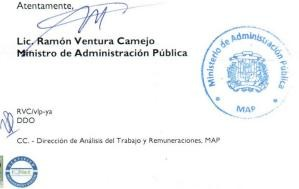 Atentamente,
Lic. Ramón Ventura Camejo
Ministro de Administración Pública
Ministerio de Administración Pública
MAP
RVC/vlp-ya
DDO
CC. - Dirección de Análisis del Trabajo y Remuneraciones, MAP